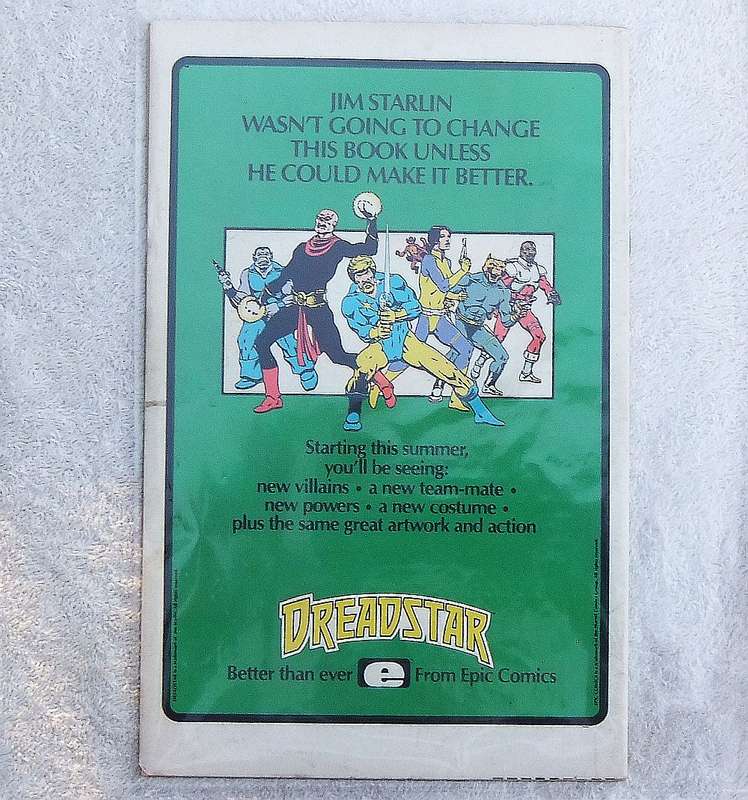 JIM STARLIN
WASN'T GOING TO CHANGE
THIS BOOK UNLESS
HE COULD MAKE IT BETTER.
Starting this summer,
you'll be seeing:
new villains • a new team-mate •
new powers • a new costume •
plus the same great artwork and action
DREADSTAR
Better than ever e From Epic Comics